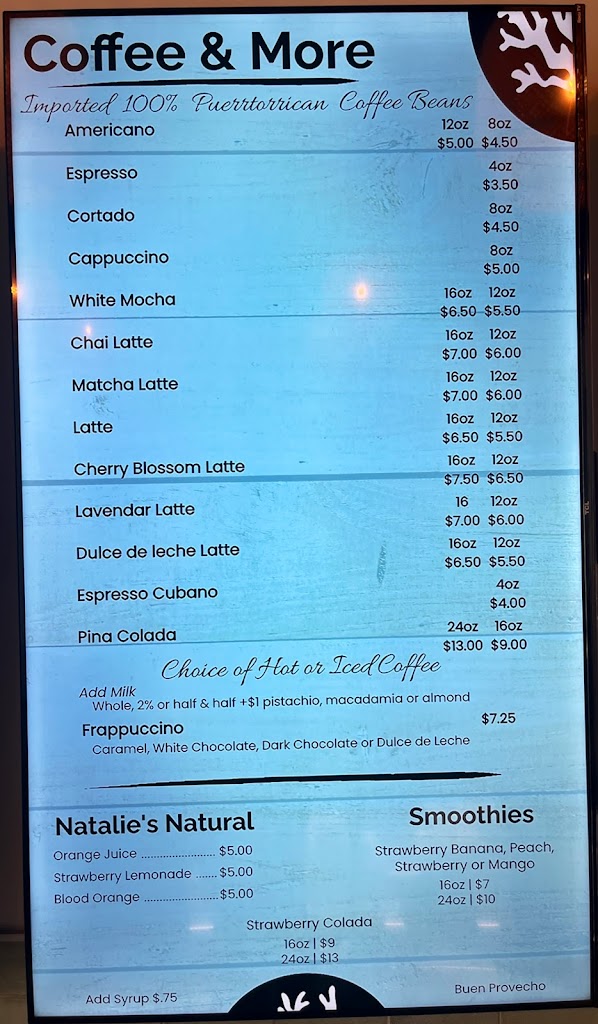 Coffee & More
Imported 100% Puerrtorrican Coffee Beans
Americano 12oz 8oz
$5.00 $4.50
Espresso 4oz
$3.50
Cortado 8oz
$4.50
Cappuccino 8oz
$5.00
White Mocha 16oz 12oz
$6.50 $5.50
Chai Latte 16oz 12oz
$7.00 $6.00
Matcha Latte 16oz 12oz
$7.00 $6.00
Latte 16oz 12oz
$6.50 $5.50
Cherry Blossom Latte 16oz 12oz
$7.50 $6.50
Lavendar Latte 16 12oz
$7.00 $6.00
Dulce de leche Latte 16oz 12oz
$6.50 $5.50
Espresso Cubano 4oz
$4.00
Pina Colada 24oz 16oz
$13.00 $9.00
Choice of Hot or Iced Coffee
Add Milk
Whole, 2% or half & half +$1 pistachio, macadamia or almond
Frappuccino $7.25
Caramel, White Chocolate, Dark Chocolate or Dulce de Leche
Natalie's Natural
Orange Juice ........................ $5.00
Strawberry Lemonade ....... $5.00
Blood Orange ........................ $5.00
Smoothies
Strawberry Banana, Peach,
Strawberry or Mango
16oz | $7
24oz | $10
Strawberry Colada
16oz | $9
24oz | $13
Add Syrup $.75
Buen Provecho
TCL